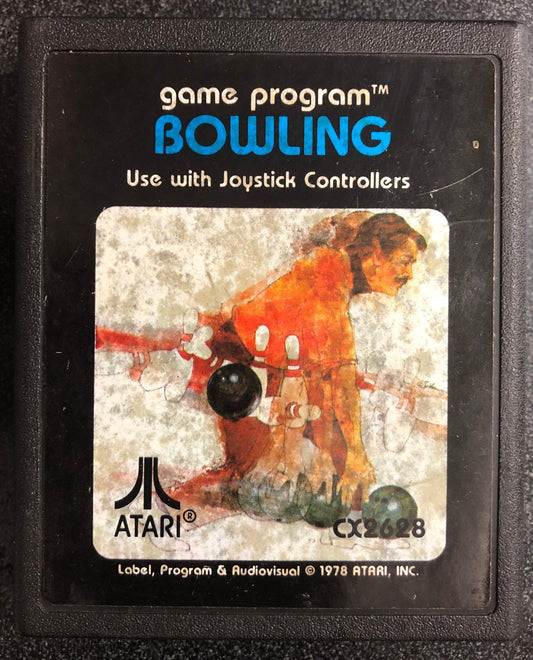 game program™
BOWLING
Use with Joystick Controllers
ATARI®
CX2628
Label, Program & Audiovisual © 1978 ATARI, INC.